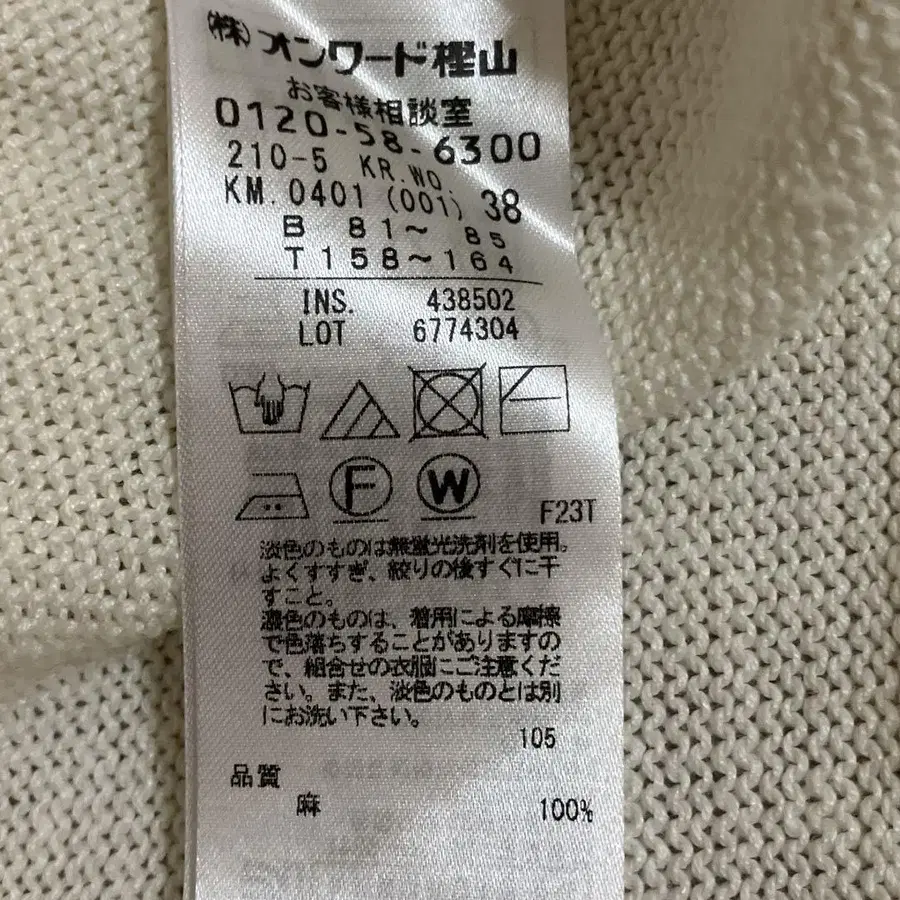 (株)オンワード樫山
お客様相談室
0120-58-6300
210-5 KR.WO.
KM.0401 (001) 38
B 81～ 85
T 158～164
INS. 438502
LOT 6774304
F W F23T
淡色のものは無蛍光洗剤を使用。
よくすすぎ、絞りの後すぐに干
すこと。
濃色のものは、着用による摩擦
で色落ちすることがありますの
で、組合せの衣服にご注意くだ
さい。また、淡色のものとは別
にお洗い下さい。
105
品質
麻 100%